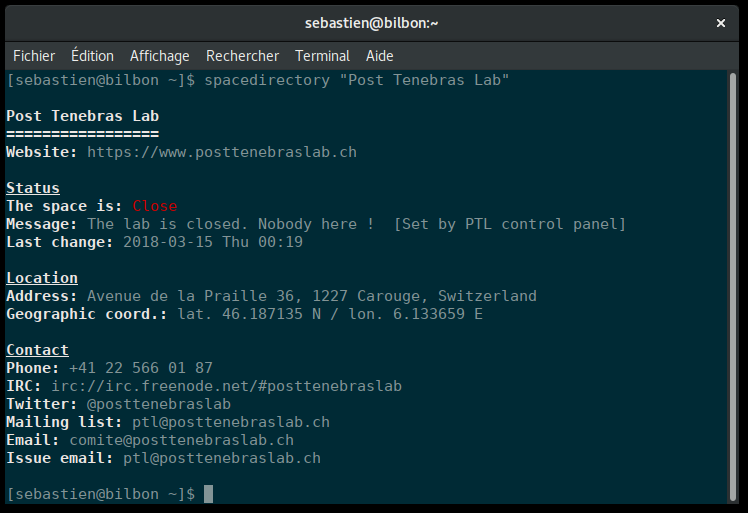 sebastien@bilbon:~ ×
Fichier Édition Affichage Rechercher Terminal Aide
[sebastien@bilbon ~]$ spacedirectory "Post Tenebras Lab"
Post Tenebras Lab
=================
Website: https://www.posttenebraslab.ch
Status
The space is: Close
Message: The lab is closed. Nobody here !  [Set by PTL control panel]
Last change: 2018-03-15 Thu 00:19
Location
Address: Avenue de la Praille 36, 1227 Carouge, Switzerland
Geographic coord.: lat. 46.187135 N / lon. 6.133659 E
Contact
Phone: +41 22 566 01 87
IRC: irc://irc.freenode.net/#posttenebraslab
Twitter: @posttenebraslab
Mailing list: ptl@posttenebraslab.ch
Email: comite@posttenebraslab.ch
Issue email: ptl@posttenebraslab.ch
[sebastien@bilbon ~]$